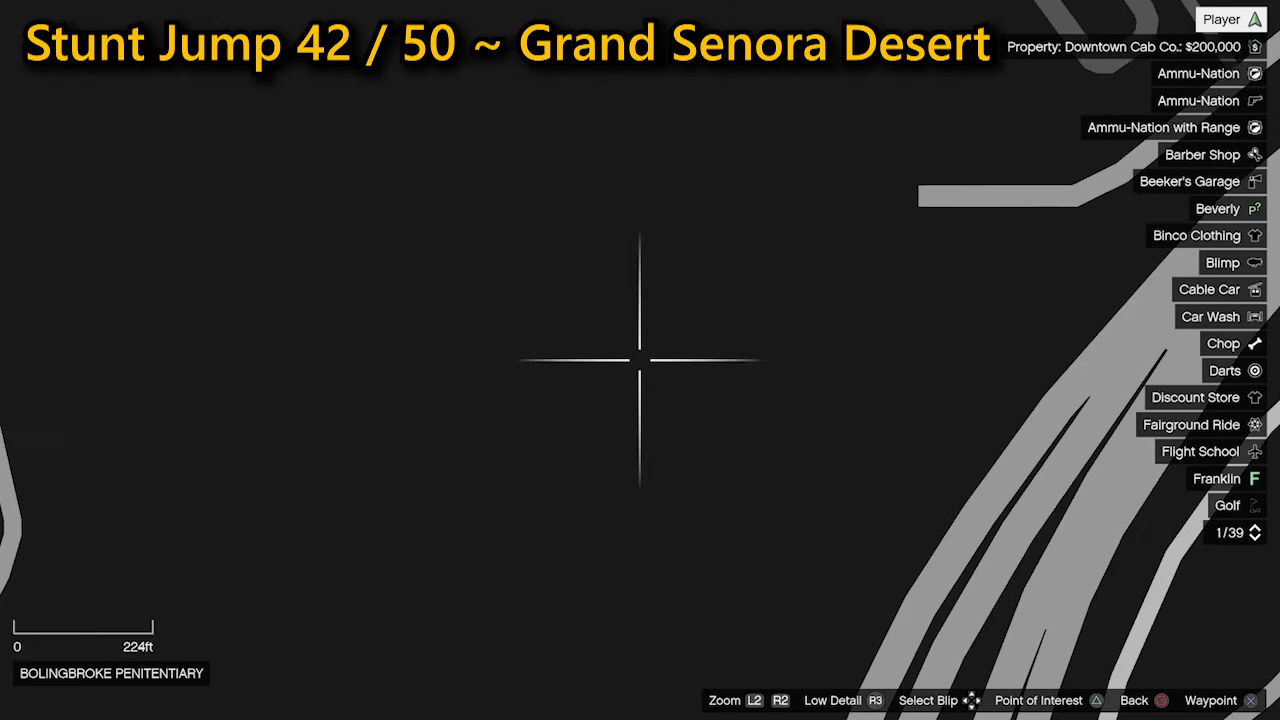 Stunt Jump 42 / 50 ~ Grand Senora Desert
Player
Property: Downtown Cab Co.: $200,000
Ammu-Nation
Ammu-Nation
Ammu-Nation with Range
Barber Shop
Beeker's Garage
Beverly P?
Binco Clothing
Blimp
Cable Car
Car Wash
Chop
Darts
Discount Store
Fairground Ride
Flight School
Franklin F
Golf
1/39
0 224ft
BOLINGBROKE PENITENTIARY
Zoom L2 R2 Low Detail R3 Select Blip Point of Interest Back Waypoint